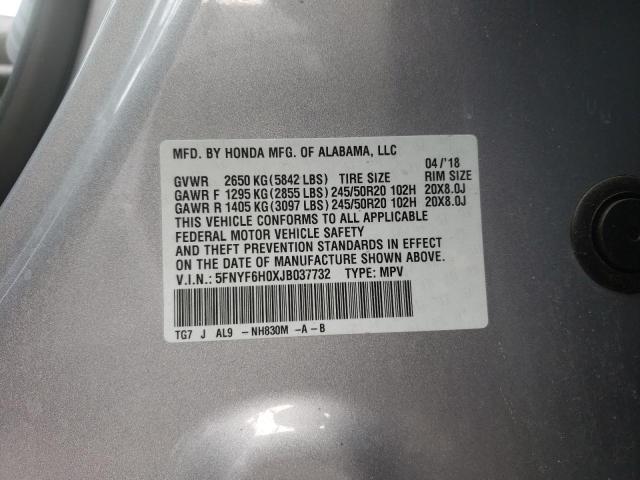 MFD. BY HONDA MFG. OF ALABAMA, LLC
04/'18
GVWR 2650 KG(5842 LBS) TIRE SIZE RIM SIZE
GAWR F 1295 KG(2855 LBS)245/50R20 102H 20X8.0J
GAWR R 1405 KG(3097 LBS)245/50R20 102H 20X8.0J
THIS VEHICLE CONFORMS TO ALL APPLICABLE
FEDERAL MOTOR VEHICLE SAFETY
AND THEFT PREVENTION STANDARDS IN EFFECT
ON THE DATE OF MANUFACTURE SHOWN ABOVE.
V.I.N.: 5FNYF6H0XJB037732 TYPE: MPV
TG7 J AL9 -NH830M -A-B